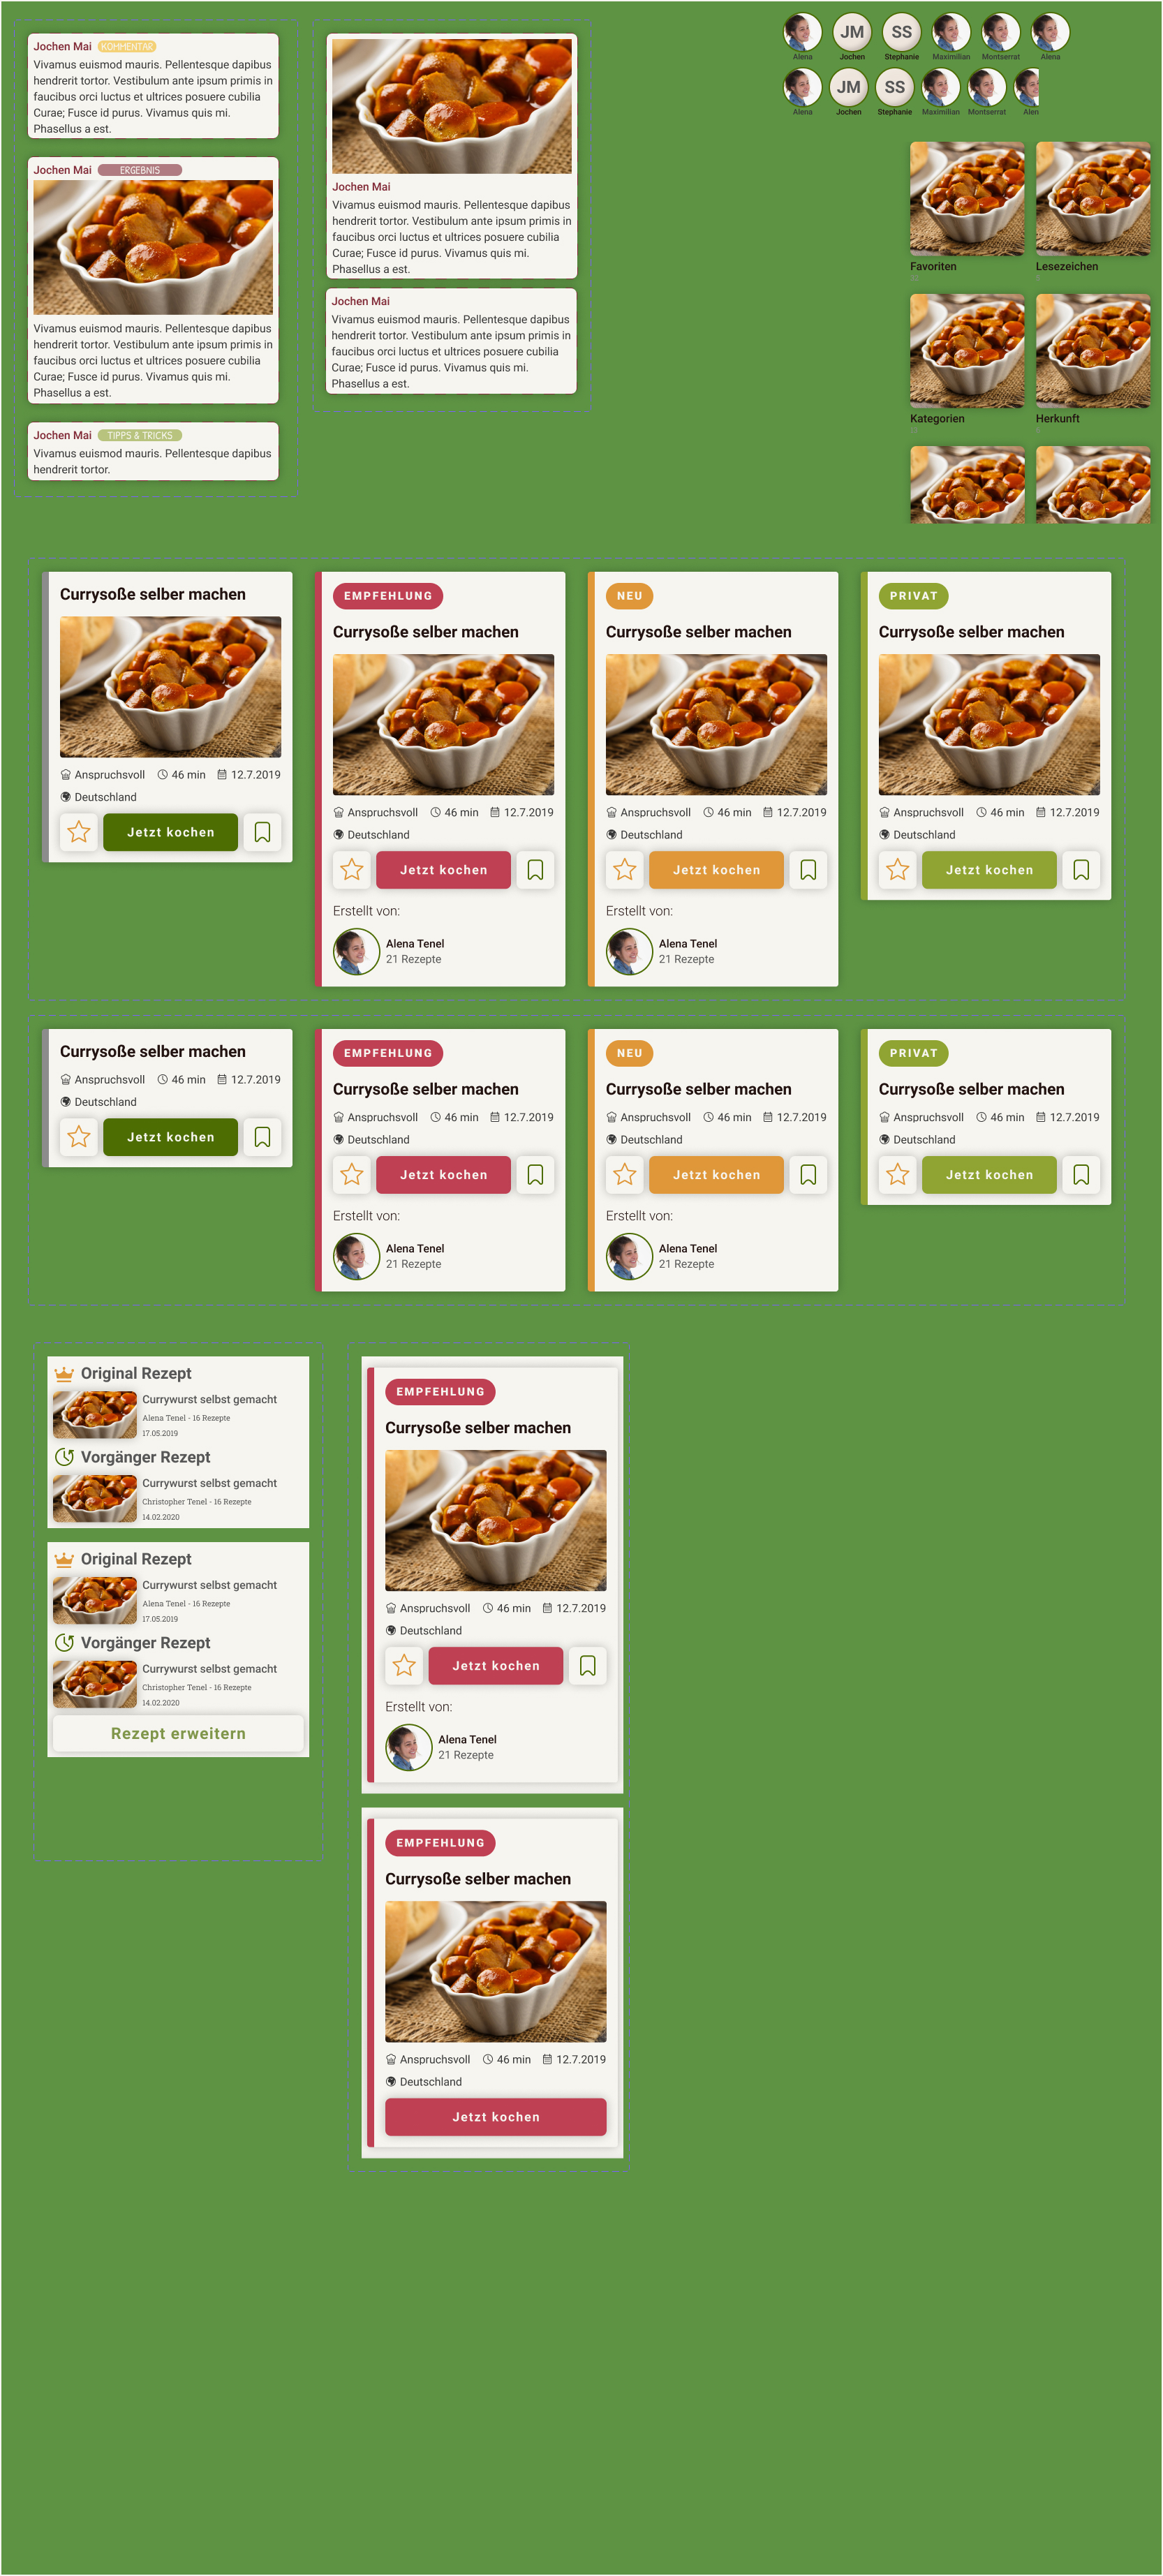 Jochen Mai KOMMENTAR
Vivamus euismod mauris. Pellentesque dapibus
hendrerit tortor. Vestibulum ante ipsum primis in
faucibus orci luctus et ultrices posuere cubilia
Curae; Fusce id purus. Vivamus quis mi.
Phasellus a est.
Jochen Mai ERGEBNIS
Vivamus euismod mauris. Pellentesque dapibus
hendrerit tortor. Vestibulum ante ipsum primis in
faucibus orci luctus et ultrices posuere cubilia
Curae; Fusce id purus. Vivamus quis mi.
Phasellus a est.
Jochen Mai TIPPS & TRICKS
Vivamus euismod mauris. Pellentesque dapibus
hendrerit tortor.
Jochen Mai
Vivamus euismod mauris. Pellentesque dapibus
hendrerit tortor. Vestibulum ante ipsum primis in
faucibus orci luctus et ultrices posuere cubilia
Curae; Fusce id purus. Vivamus quis mi.
Phasellus a est.
Jochen Mai
Vivamus euismod mauris. Pellentesque dapibus
hendrerit tortor. Vestibulum ante ipsum primis in
faucibus orci luctus et ultrices posuere cubilia
Curae; Fusce id purus. Vivamus quis mi.
Phasellus a est.
JM SS
Alena Jochen Stephanie Maximilian Montserrat Alena
JM SS
Alena Jochen Stephanie Maximilian Montserrat Alen
Favoriten Lesezeichen
Kategorien Herkunft
Currysoße selber machen
Anspruchsvoll 46 min 12.7.2019
Deutschland
Jetzt kochen
EMPFEHLUNG
Currysoße selber machen
Anspruchsvoll 46 min 12.7.2019
Deutschland
Jetzt kochen
Erstellt von:
Alena Tenel
21 Rezepte
NEU
Currysoße selber machen
Anspruchsvoll 46 min 12.7.2019
Deutschland
Jetzt kochen
Erstellt von:
Alena Tenel
21 Rezepte
PRIVAT
Currysoße selber machen
Anspruchsvoll 46 min 12.7.2019
Deutschland
Jetzt kochen
Currysoße selber machen
Anspruchsvoll 46 min 12.7.2019
Deutschland
Jetzt kochen
EMPFEHLUNG
Currysoße selber machen
Anspruchsvoll 46 min 12.7.2019
Deutschland
Jetzt kochen
Erstellt von:
Alena Tenel
21 Rezepte
NEU
Currysoße selber machen
Anspruchsvoll 46 min 12.7.2019
Deutschland
Jetzt kochen
Erstellt von:
Alena Tenel
21 Rezepte
PRIVAT
Currysoße selber machen
Anspruchsvoll 46 min 12.7.2019
Deutschland
Jetzt kochen
Original Rezept
Currywurst selbst gemacht
Alena Tenel - 16 Rezepte
17.05.2019
Vorgänger Rezept
Currywurst selbst gemacht
Christopher Tenel - 16 Rezepte
14.02.2020
Original Rezept
Currywurst selbst gemacht
Alena Tenel - 16 Rezepte
17.05.2019
Vorgänger Rezept
Currywurst selbst gemacht
Christopher Tenel - 16 Rezepte
14.02.2020
Rezept erweitern
EMPFEHLUNG
Currysoße selber machen
Anspruchsvoll 46 min 12.7.2019
Deutschland
Jetzt kochen
Erstellt von:
Alena Tenel
21 Rezepte
EMPFEHLUNG
Currysoße selber machen
Anspruchsvoll 46 min 12.7.2019
Deutschland
Jetzt kochen